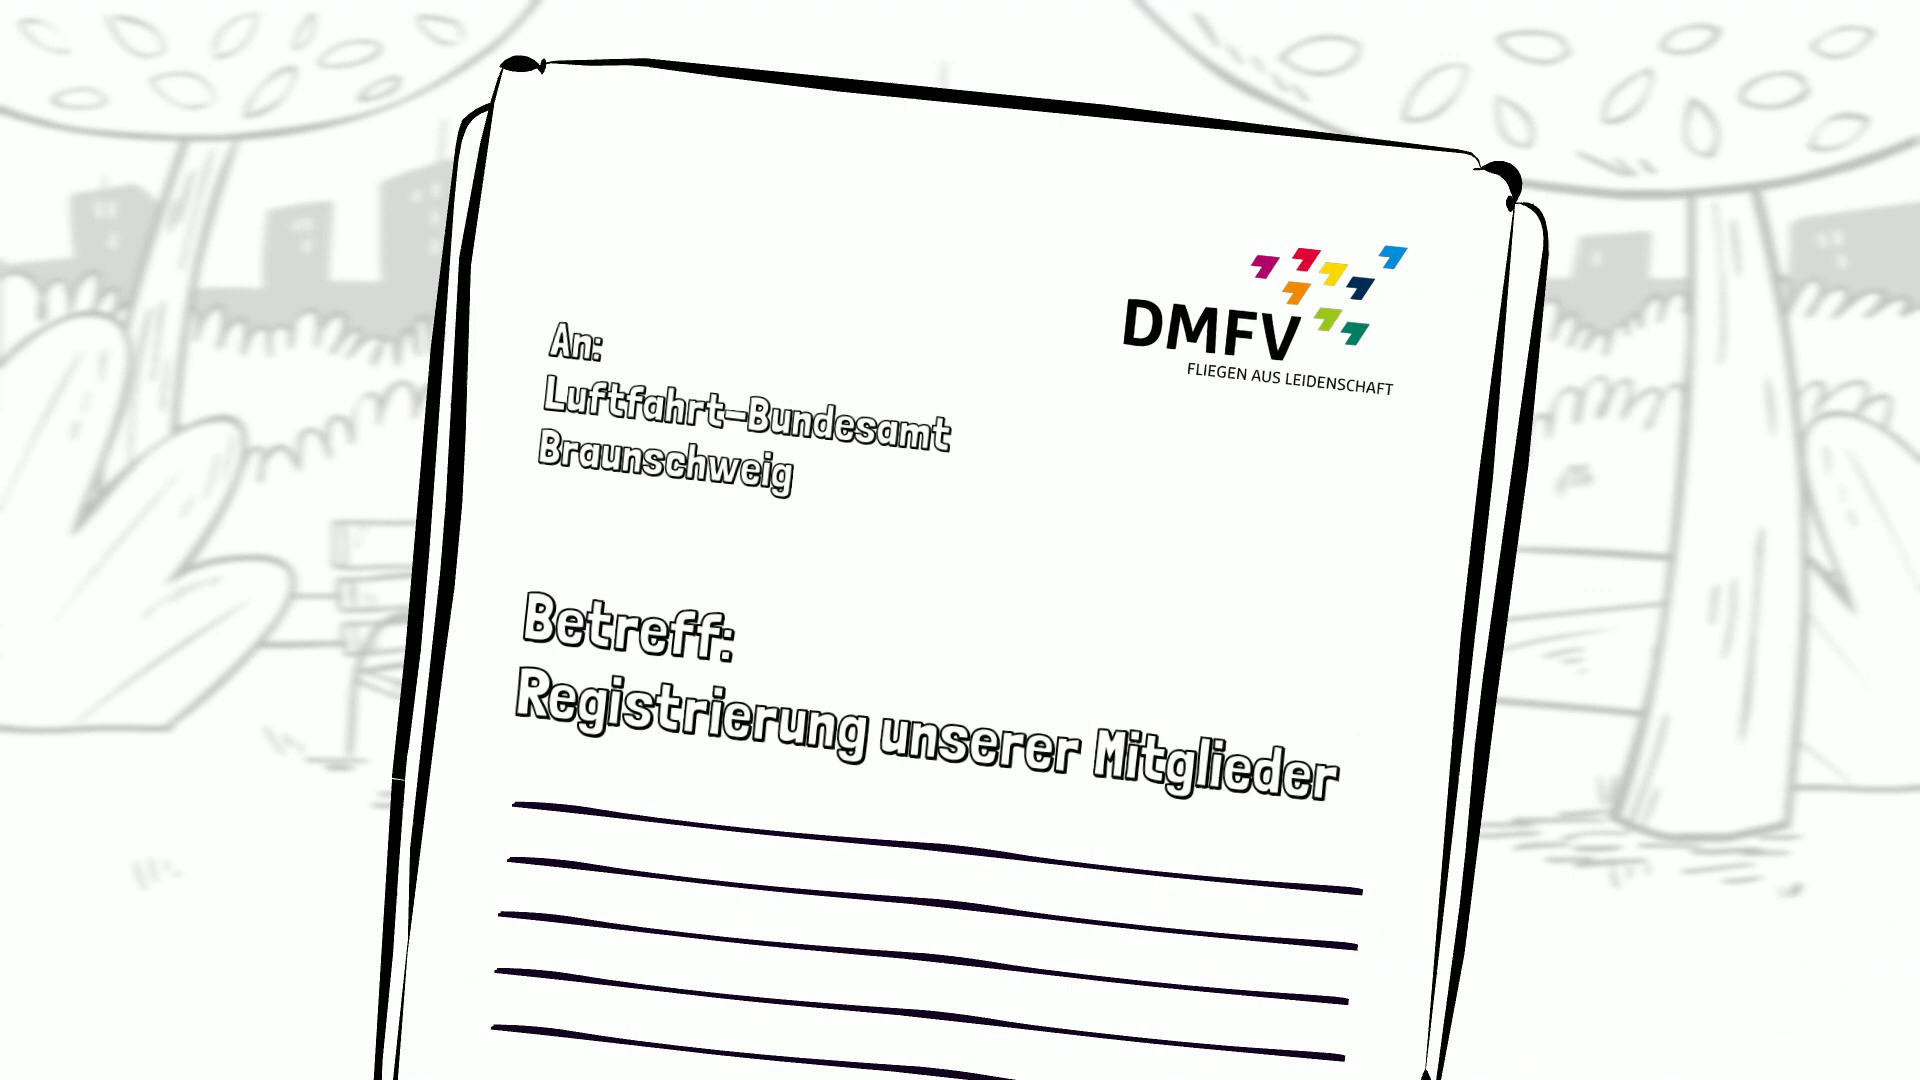 DMFV
FLIEGEN AUS LEIDENSCHAFT
An:
Luftfahrt-Bundesamt
Braunschweig
Betreff:
Registrierung unserer Mitglieder